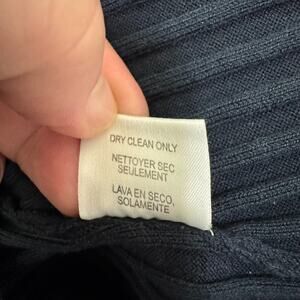 DRY CLEAN ONLY
NETTOYER SEC
SEULEMENT
LAVA EN SECO,
SOLAMENTE